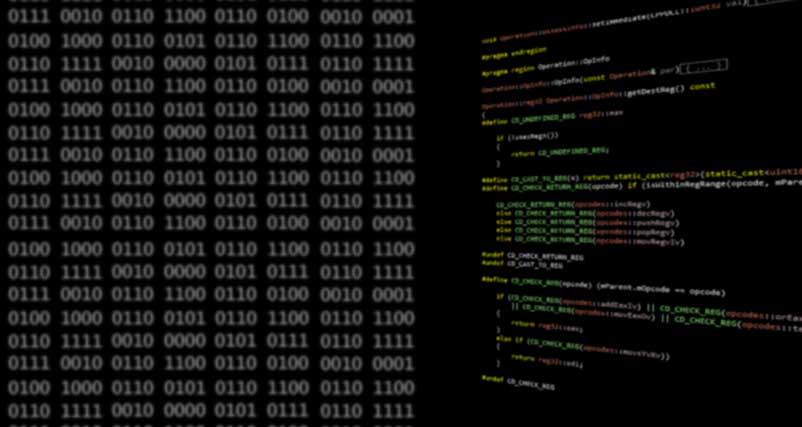 0111 0010 0110 1100 0110 0100 0010 0001
0100 1000 0110 0101 0110 1100 0110 1100
0110 1111 0010 0000 0101 0111 0110 1111
0111 0010 0110 1100 0110 0100 0010 0001
0100 1000 0110 0101 0110 1100 0110 1100
0110 1111 0010 0000 0101 0111 0110 1111
0111 0010 0110 1100 0110 0100 0010 0001
0100 1000 0110 0101 0110 1100 0110 1100
0110 1111 0010 0000 0101 0111 0110 1111
0111 0010 0110 1100 0110 0100 0010 0001
0100 1000 0110 0101 0110 1100 0110 1100
0110 1111 0010 0000 0101 0111 0110 1111
0111 0010 0110 1100 0110 0100 0010 0001
0100 1000 0110 0101 0110 1100 0110 1100
0110 1111 0010 0000 0101 0111 0110 1111
0111 0010 0110 1100 0110 0100 0010 0001
0100 1000 0110 0101 0110 1100 0110 1100
0110 1111 0010 0000 0101 0111 0110 1111
void
#pragma endregion
#pragma region Operation::OpInfo
Operation::OpInfo::OpInfo(const Operation& par){ ... }
Operation::reg32 Operation::OpInfo::getDestReg() const
{
#define CD_UNDEFINED_REG reg32::eax
if (!usesRegs())
{
return CD_UNDEFINED_REG;
}
#define CD_CAST_TO_REG(x) return static_cast<reg32>(static_cast<uint16
#define CD_CHECK_RETURN_REG(opcode) if (isWithinRegRange(opcode, mPare
CD_CHECK_RETURN_REG(opcodes::incRegv)
else CD_CHECK_RETURN_REG(opcodes::decRegv)
else CD_CHECK_RETURN_REG(opcodes::pushRegv)
else CD_CHECK_RETURN_REG(opcodes::popRegv)
else CD_CHECK_RETURN_REG(opcodes::movRegvIv)
#undef CD_CHECK_RETURN_REG
#undef CD_CAST_TO_REG
#define CD_CHECK_REG(opcode) (mParent.mOpcode == opcode)
if (CD_CHECK_REG(opcodes::addEaxIv) || CD_CHECK_REG(opcodes::orEax
|| CD_CHECK_REG(opcodes::movEaxOv) || CD_CHECK_REG(opcodes::te
{
return reg32::eax;
}
else if (CD_CHECK_REG(opcodes::movsYvXv))
{
return reg32::edi;
}
#undef CD_CHECK_REG